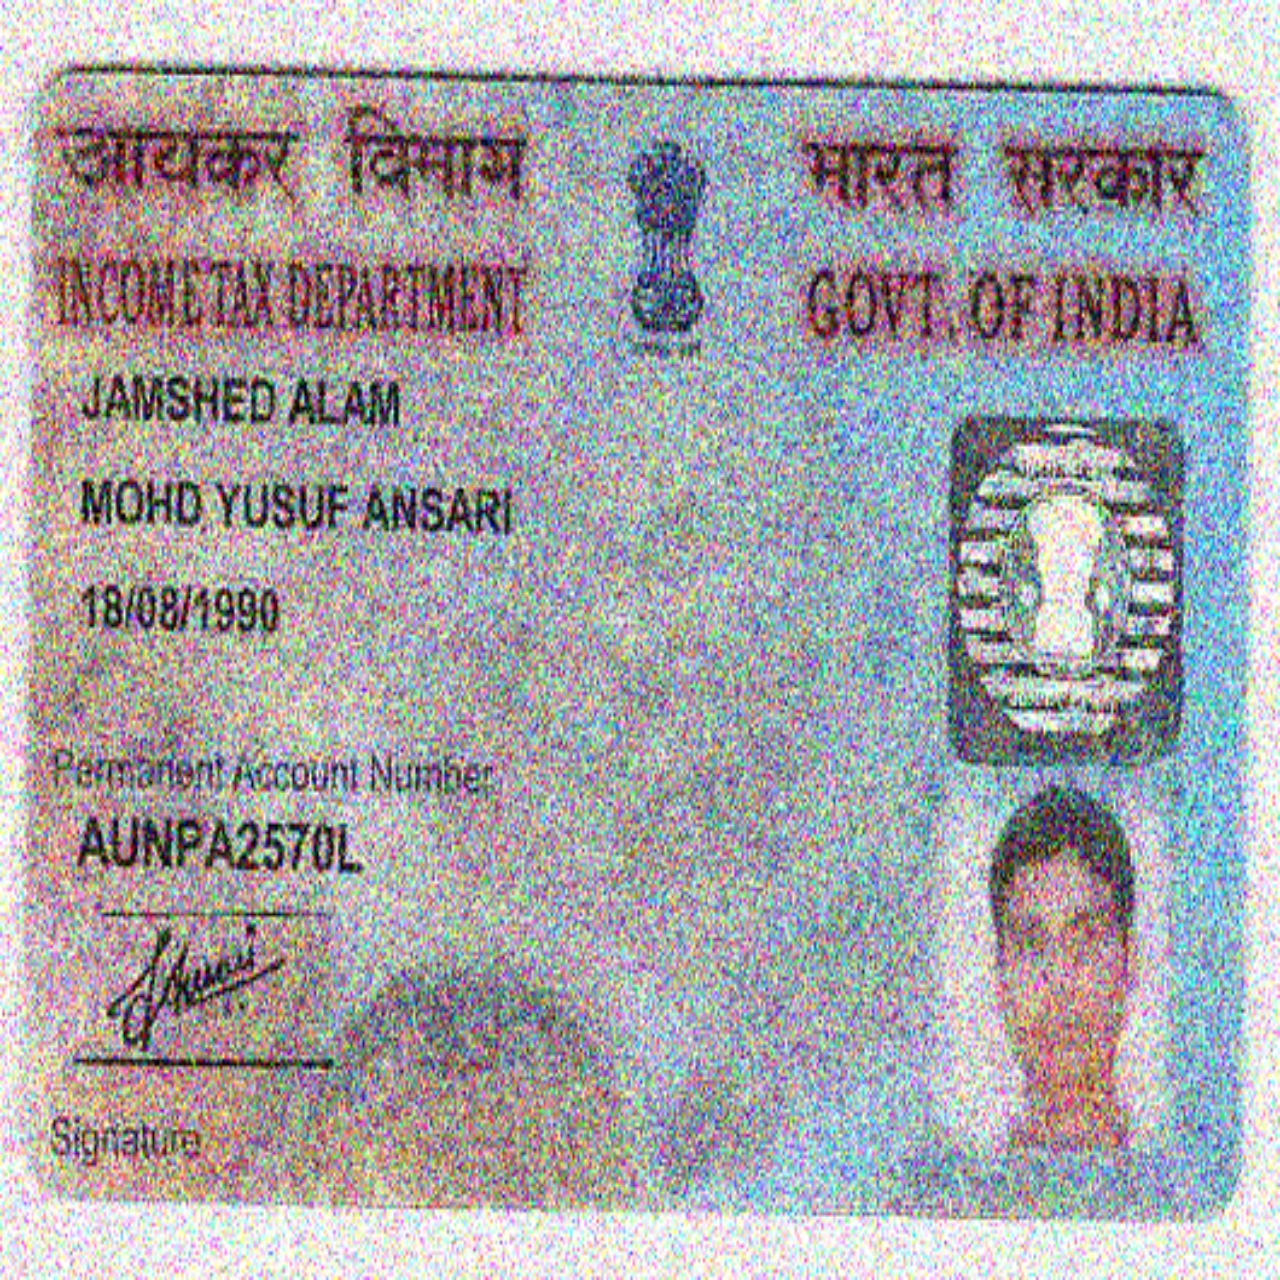 आयकर विभाग
भारत सरकार
INCOME TAX DEPARTMENT
GOVT. OF INDIA
JAMSHED ALAM
MOHD YUSUF ANSARI
18/08/1990
Permanent Account Number
AUNPA2570L
Signature